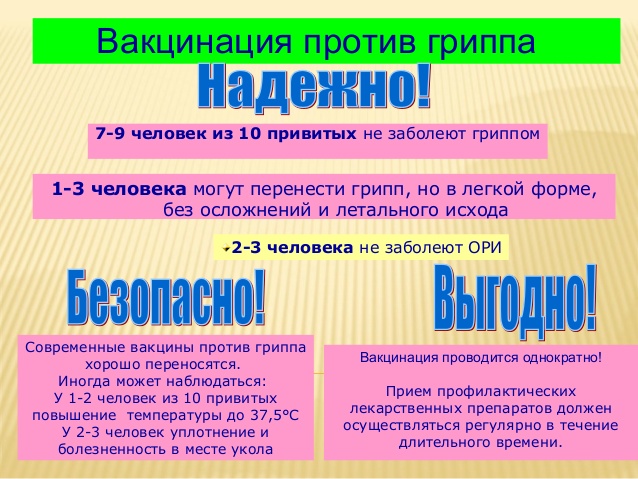 Вакцинация против гриппа
Надежно!
7-9 человек из 10 привитых не заболеют гриппом
1-3 человека могут перенести грипп, но в легкой форме,
без осложнений и летального исхода
2-3 человека не заболеют ОРИ
Безопасно!
Современные вакцины против гриппа
хорошо переносятся.
Иногда может наблюдаться:
У 1-2 человек из 10 привитых
повышение температуры до 37,5°С
У 2-3 человек уплотнение и
болезненность в месте укола
Выгодно!
Вакцинация проводится однократно!
Прием профилактических
лекарственных препаратов должен
осуществляться регулярно в течение
длительного времени.